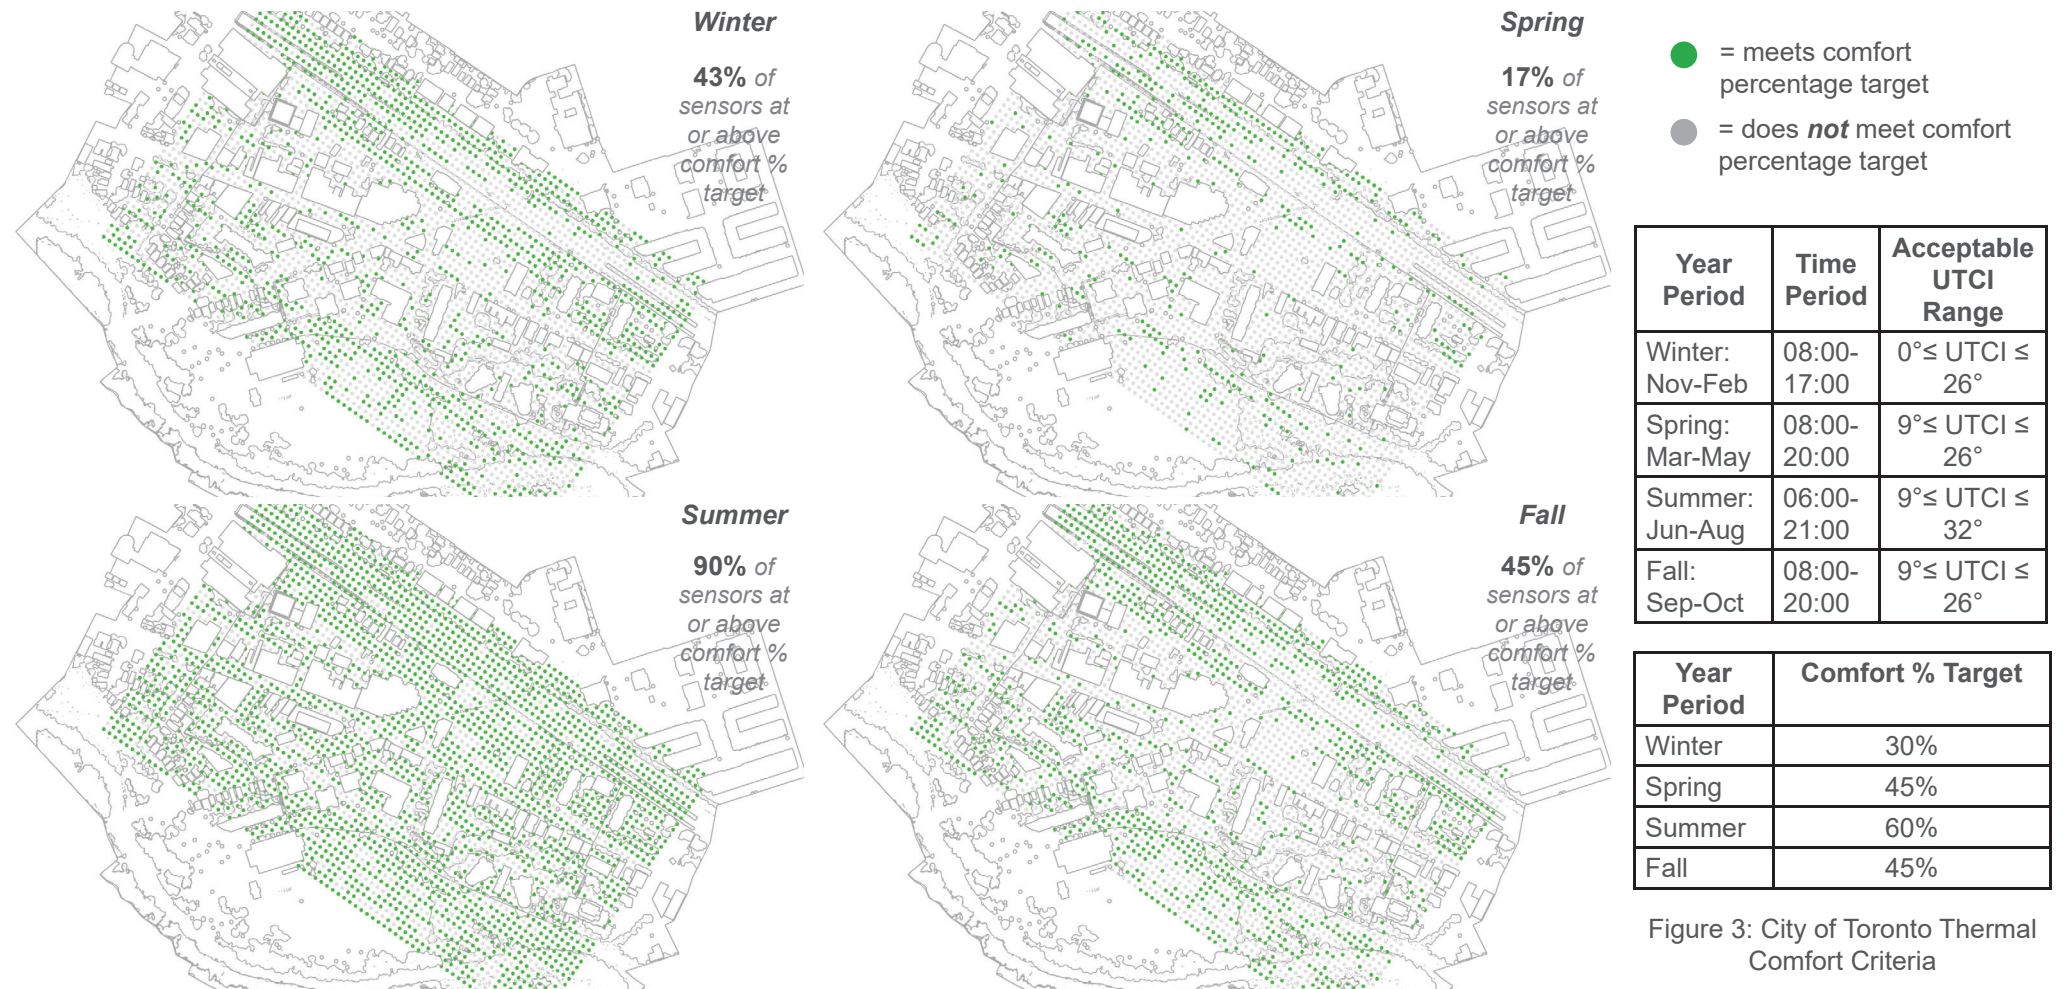 Winter
43% of
sensors at
or above
comfort %
target
Spring
17% of
sensors at
or above
comfort %
target
Summer
90% of
sensors at
or above
comfort %
target
Fall
45% of
sensors at
or above
comfort %
target
= meets comfort
percentage target
= does not meet comfort
percentage target
Year
Period
Time
Period
Acceptable
UTCI
Range
Winter:
Nov-Feb
08:00-
17:00
0°≤ UTCI ≤
26°
Spring:
Mar-May
08:00-
20:00
9°≤ UTCI ≤
26°
Summer:
Jun-Aug
06:00-
21:00
9°≤ UTCI ≤
32°
Fall:
Sep-Oct
08:00-
20:00
9°≤ UTCI ≤
26°
Year
Period
Comfort % Target
Winter
30%
Spring
45%
Summer
60%
Fall
45%
Figure 3: City of Toronto Thermal
Comfort Criteria